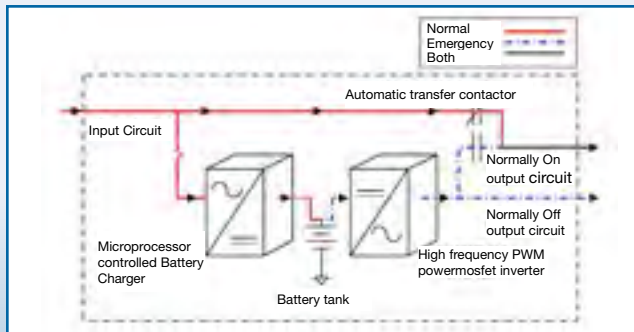 Normal
Emergency
Both
Automatic transfer contactor
Input Circuit
Normally On
output circuit
Normally Off
output circuit
Microprocessor
controlled Battery
Charger
High frequency PWM
powermosfet inverter
Battery tank